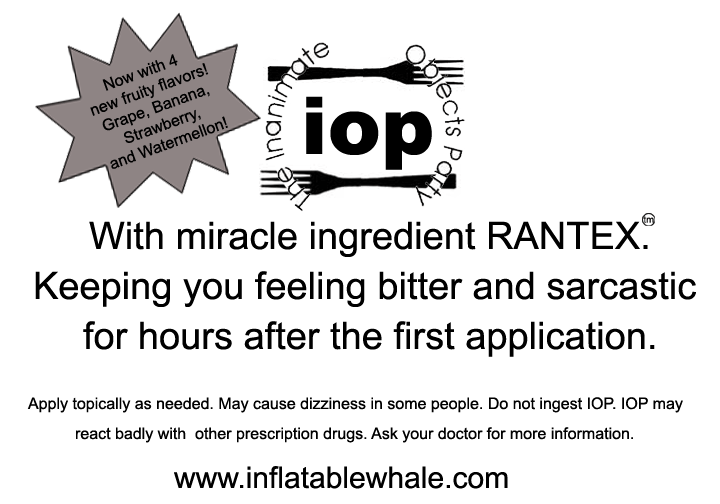 Now with 4
new fruity flavors!
Grape, Banana,
Strawberry,
and Watermellon!
The Inanimate Objects Party
iop
With miracle ingredient RANTEX.tm
Keeping you feeling bitter and sarcastic
for hours after the first application.
Apply topically as needed. May cause dizziness in some people. Do not ingest IOP. IOP may
react badly with other prescription drugs. Ask your doctor for more information.
www.inflatablewhale.com